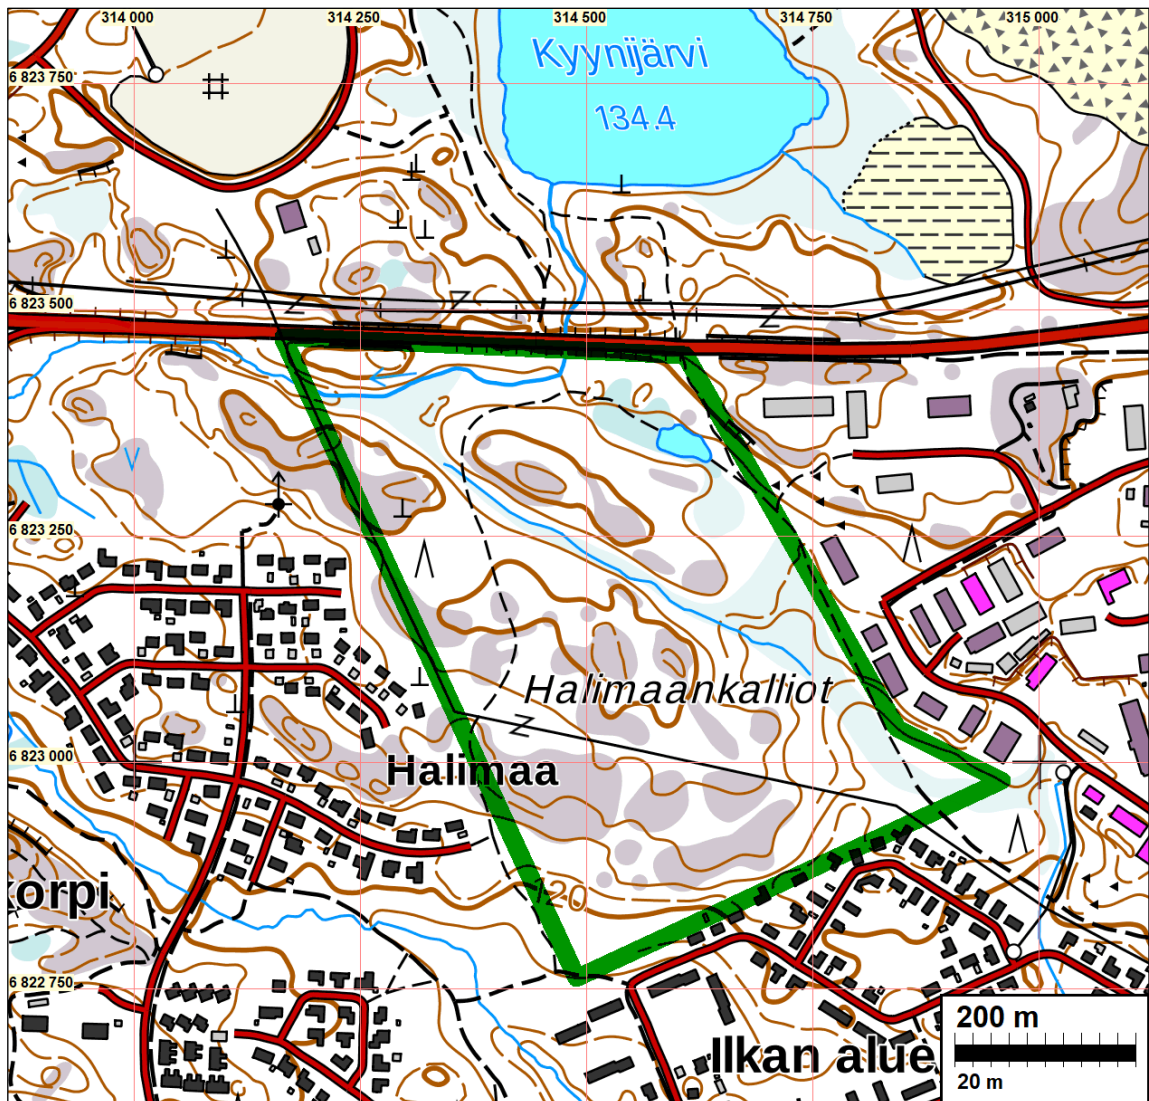 314 000
314 250
314 500
314 750
315 000
Kyynijärvi
6 823 750
134.4
6 823 500
6 823 250
Halimaankalliot
6 823 000
Halimaa
korpi
120
6 822 750
200 m
Ilkan alue
20 m